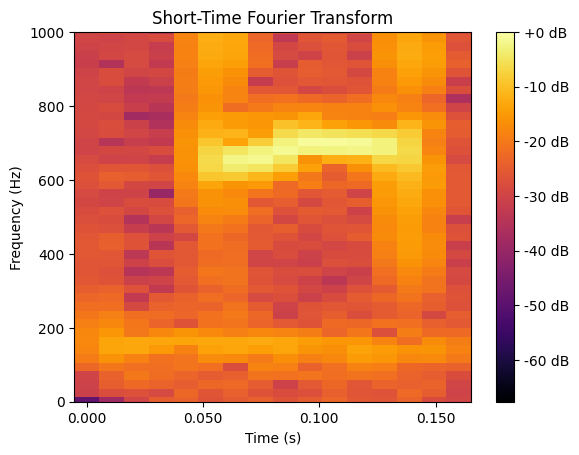 Short-Time Fourier Transform
1000
800
600
400
200
0
Frequency (Hz)
0.000
0.050
0.100
0.150
Time (s)
+0 dB
-10 dB
-20 dB
-30 dB
-40 dB
-50 dB
-60 dB